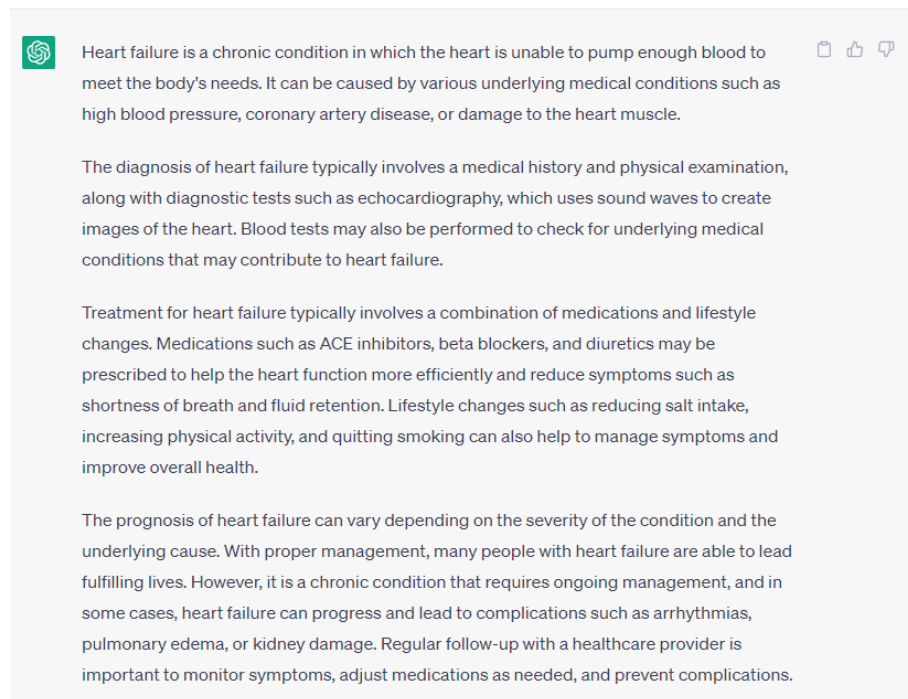 Heart failure is a chronic condition in which the heart is unable to pump enough blood to
meet the body's needs. It can be caused by various underlying medical conditions such as
high blood pressure, coronary artery disease, or damage to the heart muscle.
The diagnosis of heart failure typically involves a medical history and physical examination,
along with diagnostic tests such as echocardiography, which uses sound waves to create
images of the heart. Blood tests may also be performed to check for underlying medical
conditions that may contribute to heart failure.
Treatment for heart failure typically involves a combination of medications and lifestyle
changes. Medications such as ACE inhibitors, beta blockers, and diuretics may be
prescribed to help the heart function more efficiently and reduce symptoms such as
shortness of breath and fluid retention. Lifestyle changes such as reducing salt intake,
increasing physical activity, and quitting smoking can also help to manage symptoms and
improve overall health.
The prognosis of heart failure can vary depending on the severity of the condition and the
underlying cause. With proper management, many people with heart failure are able to lead
fulfilling lives. However, it is a chronic condition that requires ongoing management, and in
some cases, heart failure can progress and lead to complications such as arrhythmias,
pulmonary edema, or kidney damage. Regular follow-up with a healthcare provider is
important to monitor symptoms, adjust medications as needed, and prevent complications.